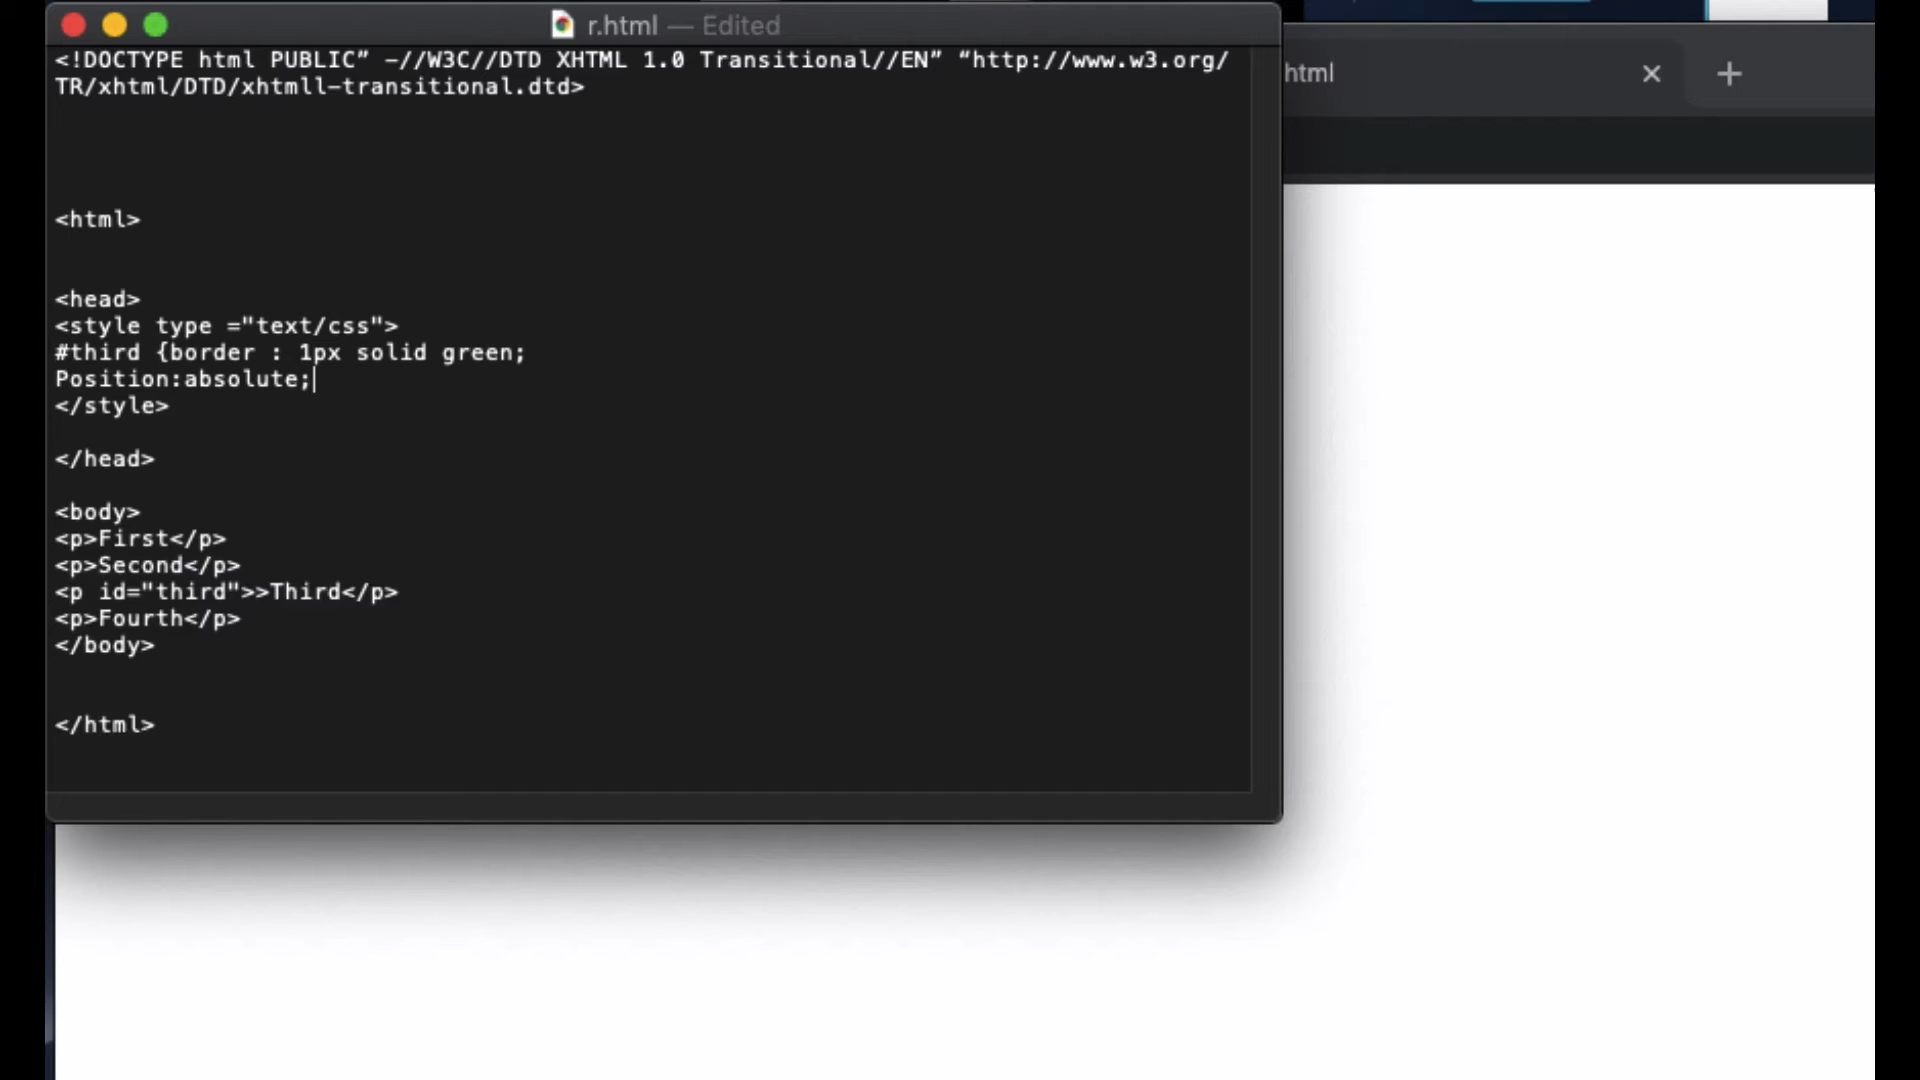 r.html — Edited
<!DOCTYPE html PUBLIC” -//W3C//DTD XHTML 1.0 Transitional//EN” “http://www.w3.org/
TR/xhtml/DTD/xhtmll-transitional.dtd>
html
<html>
<head>
<style type ="text/css">
#third {border : 1px solid green;
Position:absolute;
</style>
</head>
<body>
<p>First</p>
<p>Second</p>
<p id="third">>Third</p>
<p>Fourth</p>
</body>
</html>